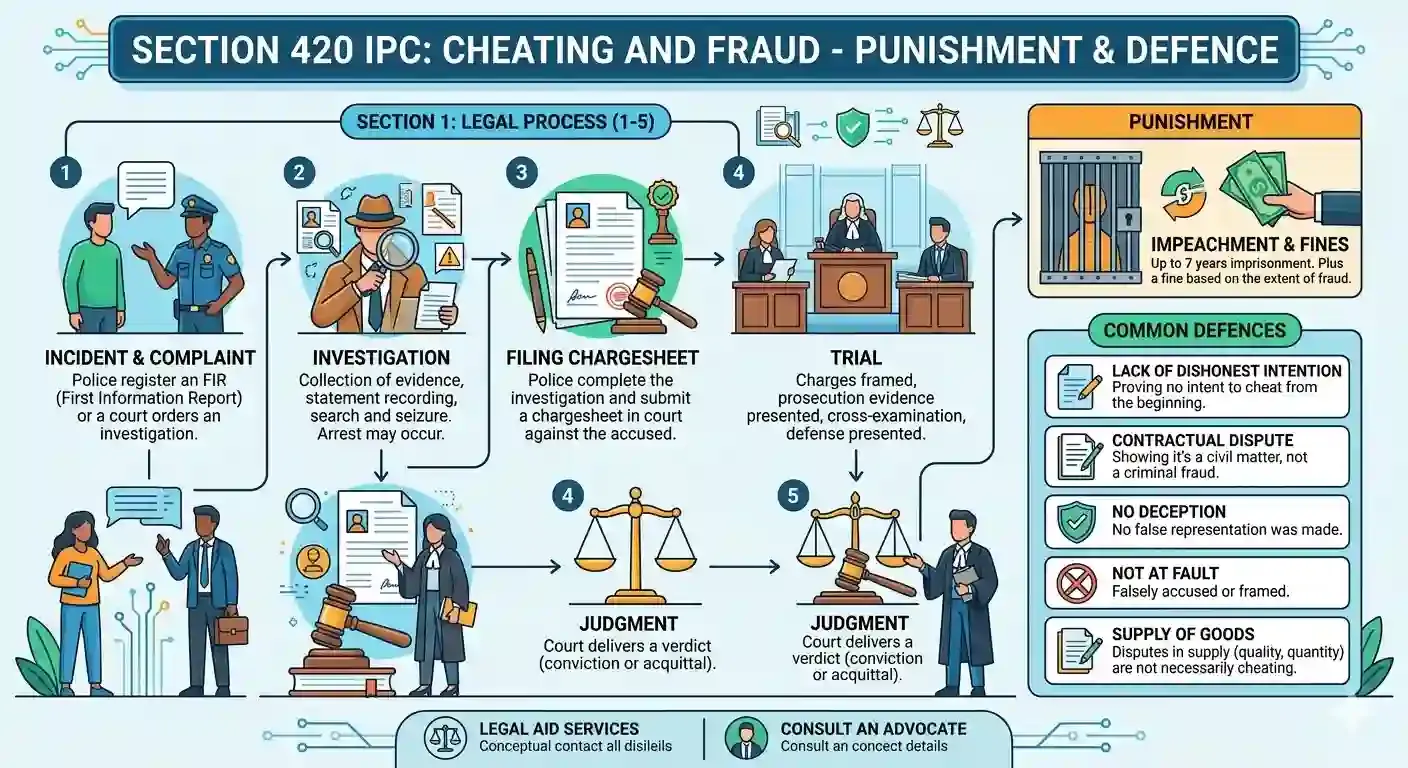 SECTION 420 IPC: CHEATING AND FRAUD - PUNISHMENT & DEFENCE
SECTION 1: LEGAL PROCESS (1-5)
1
INCIDENT & COMPLAINT
Police register an FIR
(First Information Report)
or a court orders an
investigation.
2
INVESTIGATION
Collection of evidence,
statement recording,
search and seizure.
Arrest may occur.
3
FILING CHARGESHEET
Police complete the
investigation and submit
a chargesheet in court
against the accused.
4
TRIAL
Charges framed,
prosecution evidence
presented, cross-examination,
defense presented.
4
JUDGMENT
Court delivers a verdict
(conviction or acquittal).
5
JUDGMENT
Court delivers a
verdict (conviction
or acquittal).
PUNISHMENT
IMPEACHMENT & FINES
Up to 7 years imprisonment. Plus
a fine based on the extent of fraud.
COMMON DEFENCES
LACK OF DISHONEST INTENTION
Proving no intent to cheat from
the beginning.
CONTRACTUAL DISPUTE
Showing it's a civil matter, not
a criminal fraud.
NO DECEPTION
No false representation was made.
NOT AT FAULT
Falsely accused or framed.
SUPPLY OF GOODS
Disputes in supply (quality, quantity)
are not necessarily cheating.
LEGAL AID SERVICES
Conceptual contact all
CONSULT AN ADVOCATE
Consult an concect details